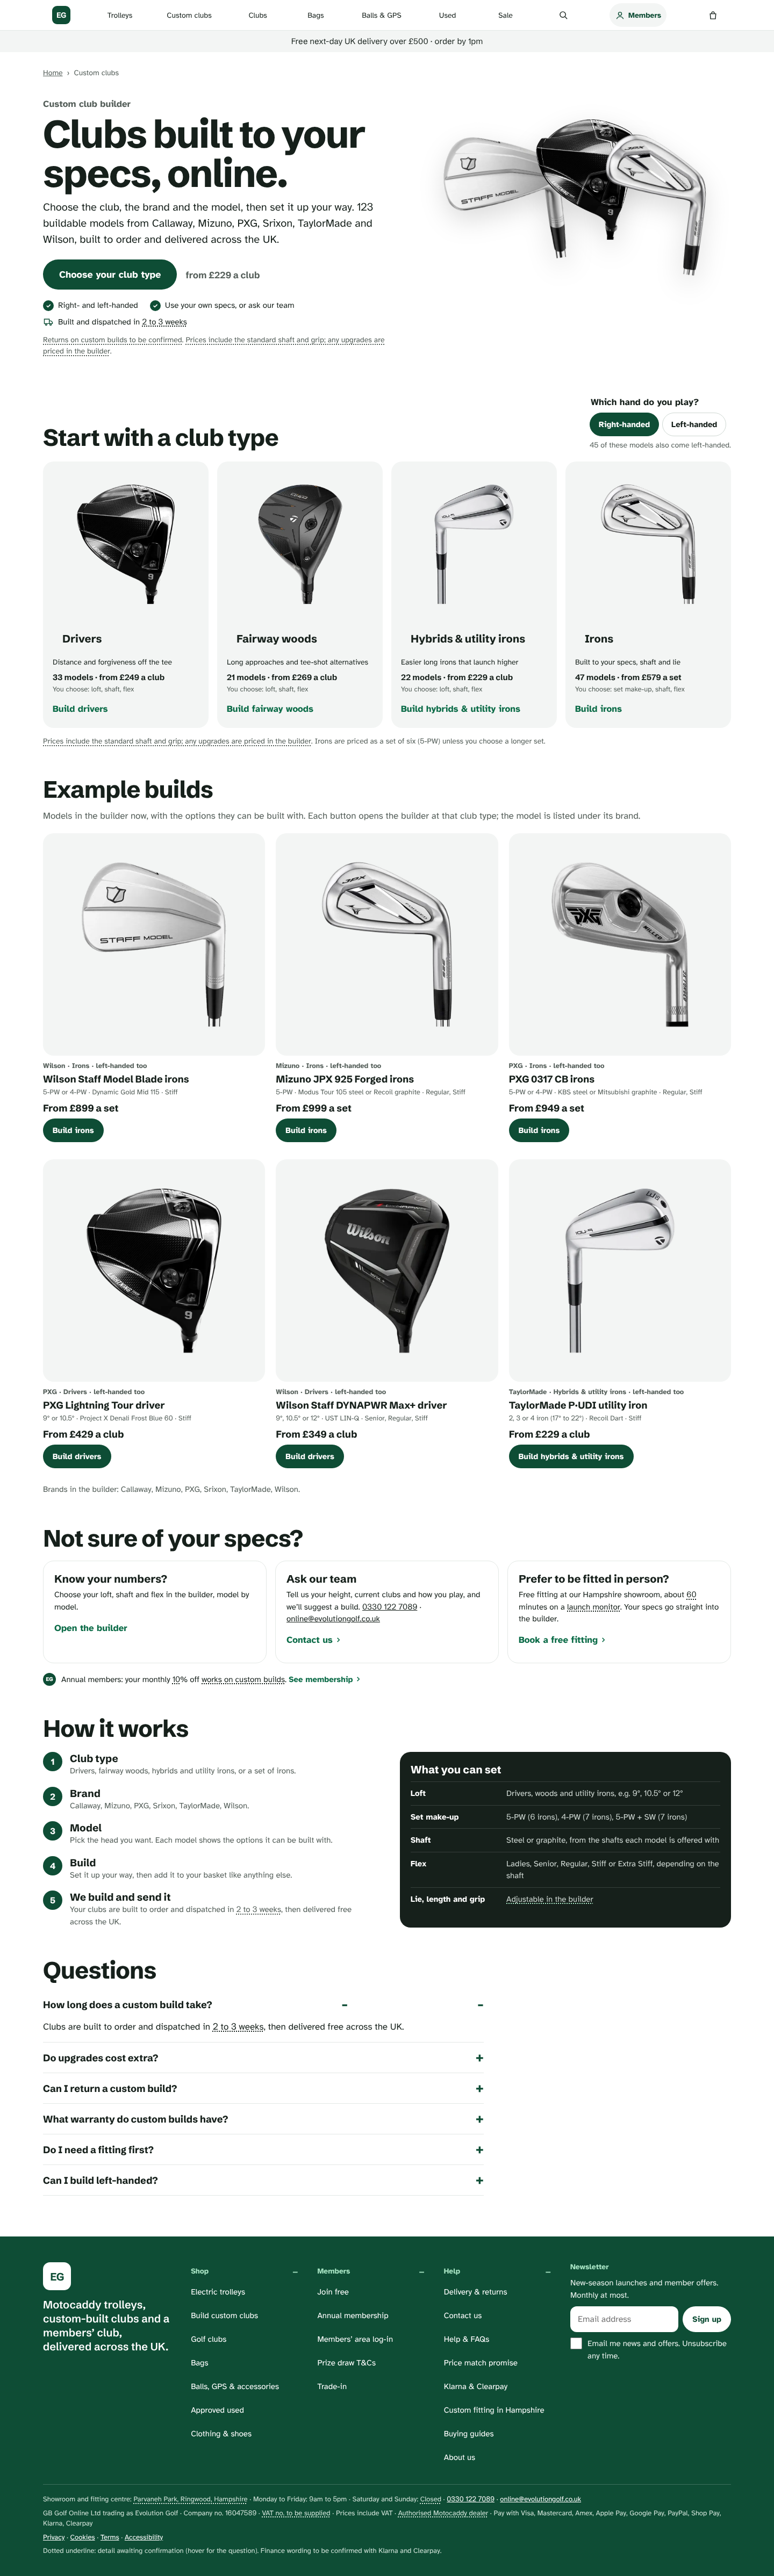 EG
Trolleys
Custom clubs
Clubs
Bags
Balls & GPS
Used
Sale
Members
Free next-day UK delivery over £500 · order by 1pm
Home › Custom clubs
Custom club builder
Clubs built to your
specs, online.
Choose the club, the brand and the model, then set it up your way. 123
buildable models from Callaway, Mizuno, PXG, Srixon, TaylorMade and
Wilson, built to order and delivered across the UK.
Choose your club type
from £229 a club
Right- and left-handed
Use your own specs, or ask our team
Built and dispatched in 2 to 3 weeks
Returns on custom builds to be confirmed. Prices include the standard shaft and grip; any upgrades are
priced in the builder.
STAFF MODEL
9
Which hand do you play?
Right-handed
Left-handed
45 of these models also come left-handed.
Start with a club type
9
Drivers
Distance and forgiveness off the tee
33 models · from £249 a club
You choose: loft, shaft, flex
Build drivers
Fairway woods
Long approaches and tee-shot alternatives
21 models · from £269 a club
You choose: loft, shaft, flex
Build fairway woods
Hybrids & utility irons
Easier long irons that launch higher
22 models · from £229 a club
You choose: loft, shaft, flex
Build hybrids & utility irons
Irons
Built to your specs, shaft and lie
47 models · from £579 a set
You choose: set make-up, shaft, flex
Build irons
Prices include the standard shaft and grip; any upgrades are priced in the builder. Irons are priced as a set of six (5-PW) unless you choose a longer set.
Example builds
Models in the builder now, with the options they can be built with. Each button opens the builder at that club type; the model is listed under its brand.
STAFF MODEL
JPX
PXG
MILLED
Wilson · Irons · left-handed too
Wilson Staff Model Blade irons
5-PW or 4-PW · Dynamic Gold Mid 115 · Stiff
From £899 a set
Build irons
Mizuno · Irons · left-handed too
Mizuno JPX 925 Forged irons
5-PW · Modus Tour 105 steel or Recoil graphite · Regular, Stiff
From £999 a set
Build irons
PXG · Irons · left-handed too
PXG 0317 CB irons
5-PW or 4-PW · KBS steel or Mitsubishi graphite · Regular, Stiff
From £949 a set
Build irons
9
Wilson
PXG · Drivers · left-handed too
PXG Lightning Tour driver
9° or 10.5° · Project X Denali Frost Blue 60 · Stiff
From £429 a club
Build drivers
Wilson · Drivers · left-handed too
Wilson Staff DYNAPWR Max+ driver
9°, 10.5° or 12° · UST LIN-Q · Senior, Regular, Stiff
From £349 a club
Build drivers
TaylorMade · Hybrids & utility irons · left-handed too
TaylorMade P·UDI utility iron
2, 3 or 4 iron (17° to 22°) · Recoil Dart · Stiff
From £229 a club
Build hybrids & utility irons
Brands in the builder: Callaway, Mizuno, PXG, Srixon, TaylorMade, Wilson.
Not sure of your specs?
Know your numbers?
Choose your loft, shaft and flex in the builder, model by
model.
Open the builder
Ask our team
Tell us your height, current clubs and how you play, and
we'll suggest a build. 0330 122 7089 ·
online@evolutiongolf.co.uk
Contact us ›
Prefer to be fitted in person?
Free fitting at our Hampshire showroom, about 60
minutes on a launch monitor. Your specs go straight into
the builder.
Book a free fitting ›
EG
Annual members: your monthly 10% off works on custom builds. See membership ›
How it works
1
Club type
Drivers, fairway woods, hybrids and utility irons, or a set of irons.
2
Brand
Callaway, Mizuno, PXG, Srixon, TaylorMade, Wilson.
3
Model
Pick the head you want. Each model shows the options it can be built with.
4
Build
Set it up your way, then add it to your basket like anything else.
5
We build and send it
Your clubs are built to order and dispatched in 2 to 3 weeks, then delivered free
across the UK.
What you can set
Loft
Drivers, woods and utility irons, e.g. 9°, 10.5° or 12°
Set make-up
5-PW (6 irons), 4-PW (7 irons), 5-PW + SW (7 irons)
Shaft
Steel or graphite, from the shafts each model is offered with
Flex
Ladies, Senior, Regular, Stiff or Extra Stiff, depending on the
shaft
Lie, length and grip
Adjustable in the builder
Questions
How long does a custom build take?
Clubs are built to order and dispatched in 2 to 3 weeks, then delivered free across the UK.
Do upgrades cost extra?
Can I return a custom build?
What warranty do custom builds have?
Do I need a fitting first?
Can I build left-handed?
EG
Motocaddy trolleys,
custom-built clubs and a
members' club,
delivered across the UK.
Shop
Electric trolleys
Build custom clubs
Golf clubs
Bags
Balls, GPS & accessories
Approved used
Clothing & shoes
Members
Join free
Annual membership
Members' area log-in
Prize draw T&Cs
Trade-in
Help
Delivery & returns
Contact us
Help & FAQs
Price match promise
Klarna & Clearpay
Custom fitting in Hampshire
Buying guides
About us
Newsletter
New-season launches and member offers.
Monthly at most.
Email address
Sign up
Email me news and offers. Unsubscribe
any time.
Showroom and fitting centre: Parvaneh Park, Ringwood, Hampshire · Monday to Friday: 9am to 5pm · Saturday and Sunday: Closed · 0330 122 7089 · online@evolutiongolf.co.uk
GB Golf Online Ltd trading as Evolution Golf · Company no. 16047589 · VAT no. to be supplied · Prices include VAT · Authorised Motocaddy dealer · Pay with Visa, Mastercard, Amex, Apple Pay, Google Pay, PayPal, Shop Pay,
Klarna, Clearpay
Privacy · Cookies · Terms · Accessibility
Dotted underline: detail awaiting confirmation (hover for the question). Finance wording to be confirmed with Klarna and Clearpay.